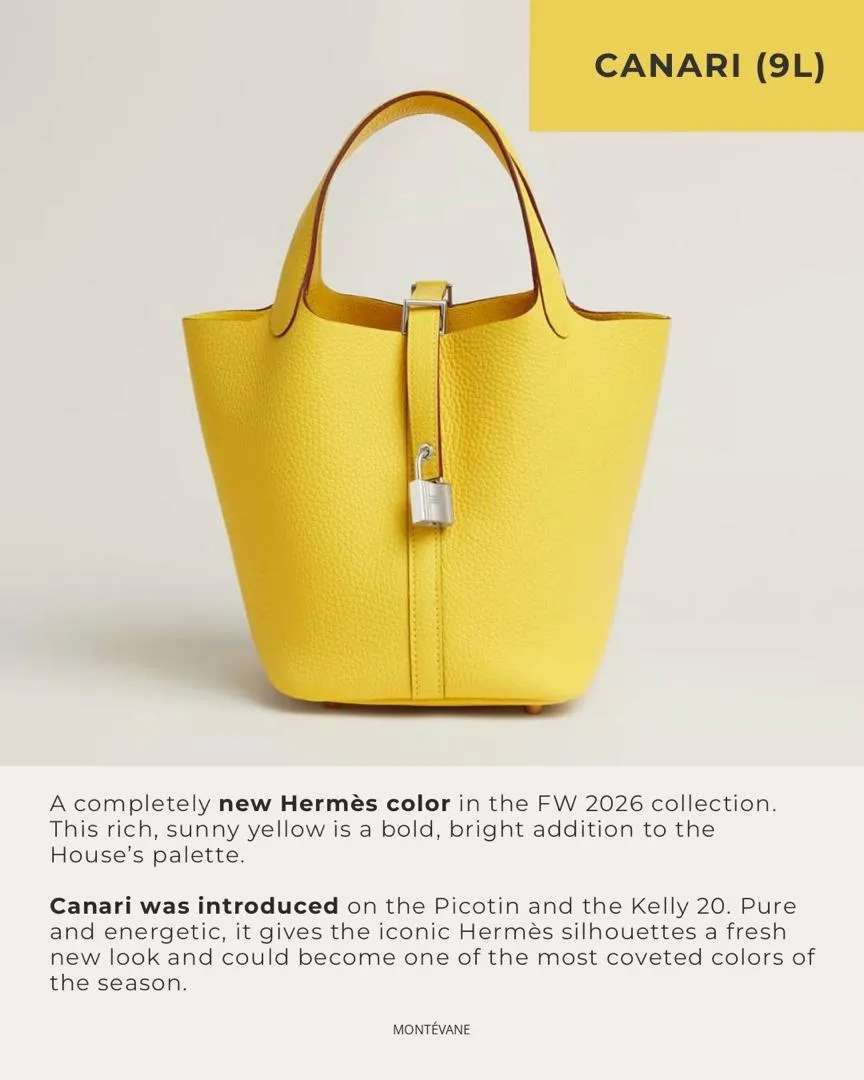 CANARI (9L)
A completely new Hermès color in the FW 2026 collection.
This rich, sunny yellow is a bold, bright addition to the
House’s palette.
Canari was introduced on the Picotin and the Kelly 20. Pure
and energetic, it gives the iconic Hermès silhouettes a fresh
new look and could become one of the most coveted colors of
the season.
MONTÉVANE